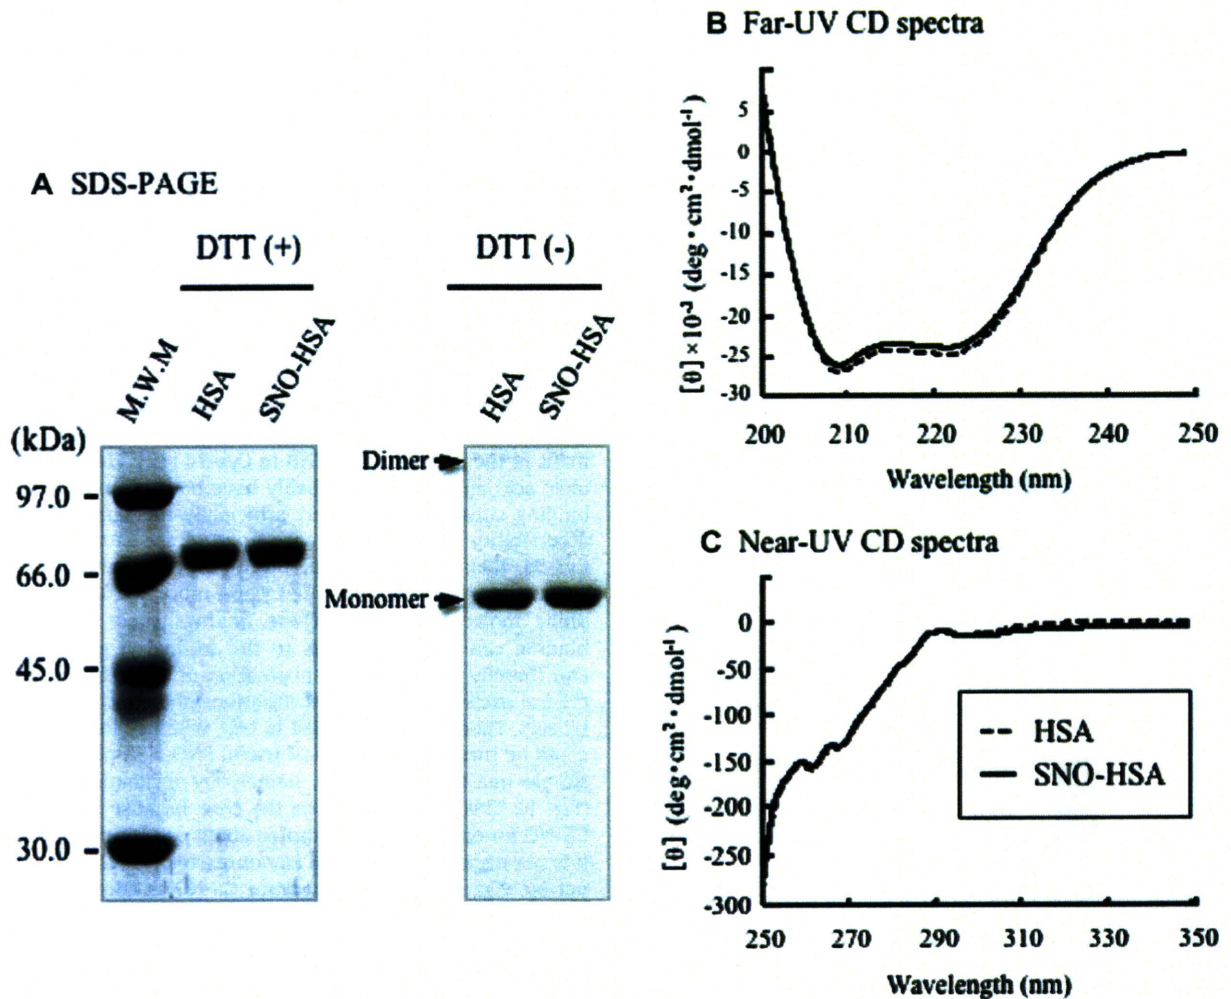 A SDS-PAGE
DTT (+)
DTT (-)
M.W.M
HSA
SNO-HSA
HSA
SNO-HSA
(kDa)
97.0
66.0
45.0
30.0
Dimer
Monomer
B Far-UV CD spectra
[θ] × 10⁻³ (deg·cm²·dmol⁻¹)
5
0
-5
-10
-15
-20
-25
-30
200 210 220 230 240 250
Wavelength (nm)
C Near-UV CD spectra
[θ] (deg·cm²·dmol⁻¹)
0
-50
-100
-150
-200
-250
-300
250 270 290 310 330 350
Wavelength (nm)
HSA
SNO-HSA